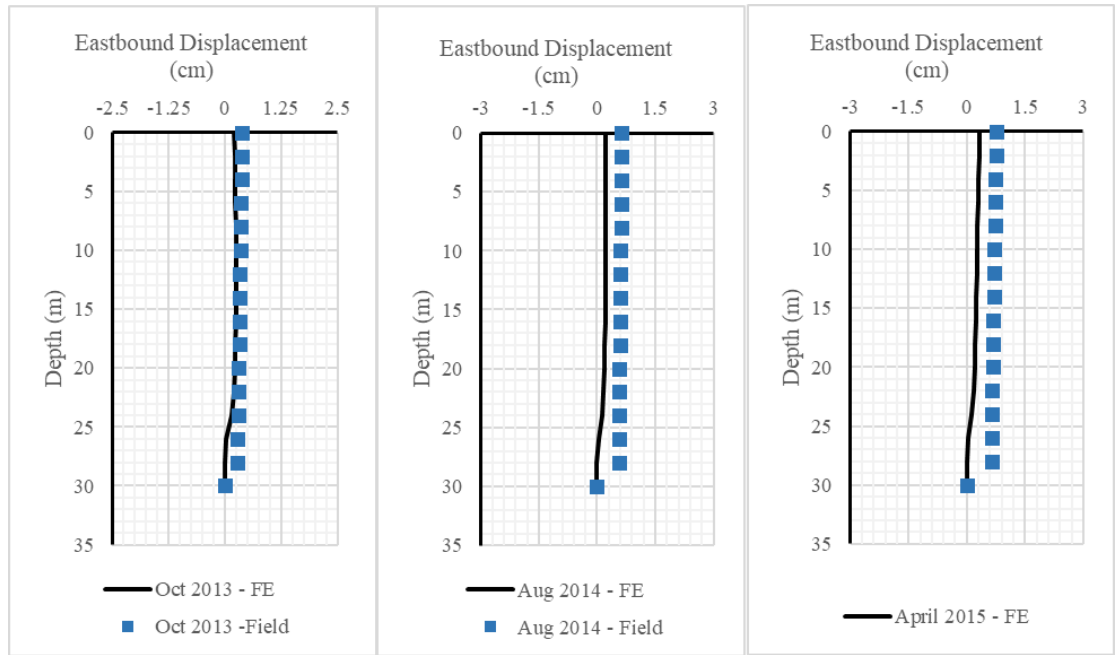 Eastbound Displacement
(cm)
-2.5 -1.25 0 1.25 2.5
0
5
10
15
20
25
30
35
Depth (m)
Oct 2013 - FE
Oct 2013 -Field
Eastbound Displacement
(cm)
-3 -1.5 0 1.5 3
0
5
10
15
20
25
30
35
Depth (m)
Aug 2014 - FE
Aug 2014 - Field
Eastbound Displacement
(cm)
-3 -1.5 0 1.5 3
0
5
10
15
20
25
30
35
Depth (m)
April 2015 - FE